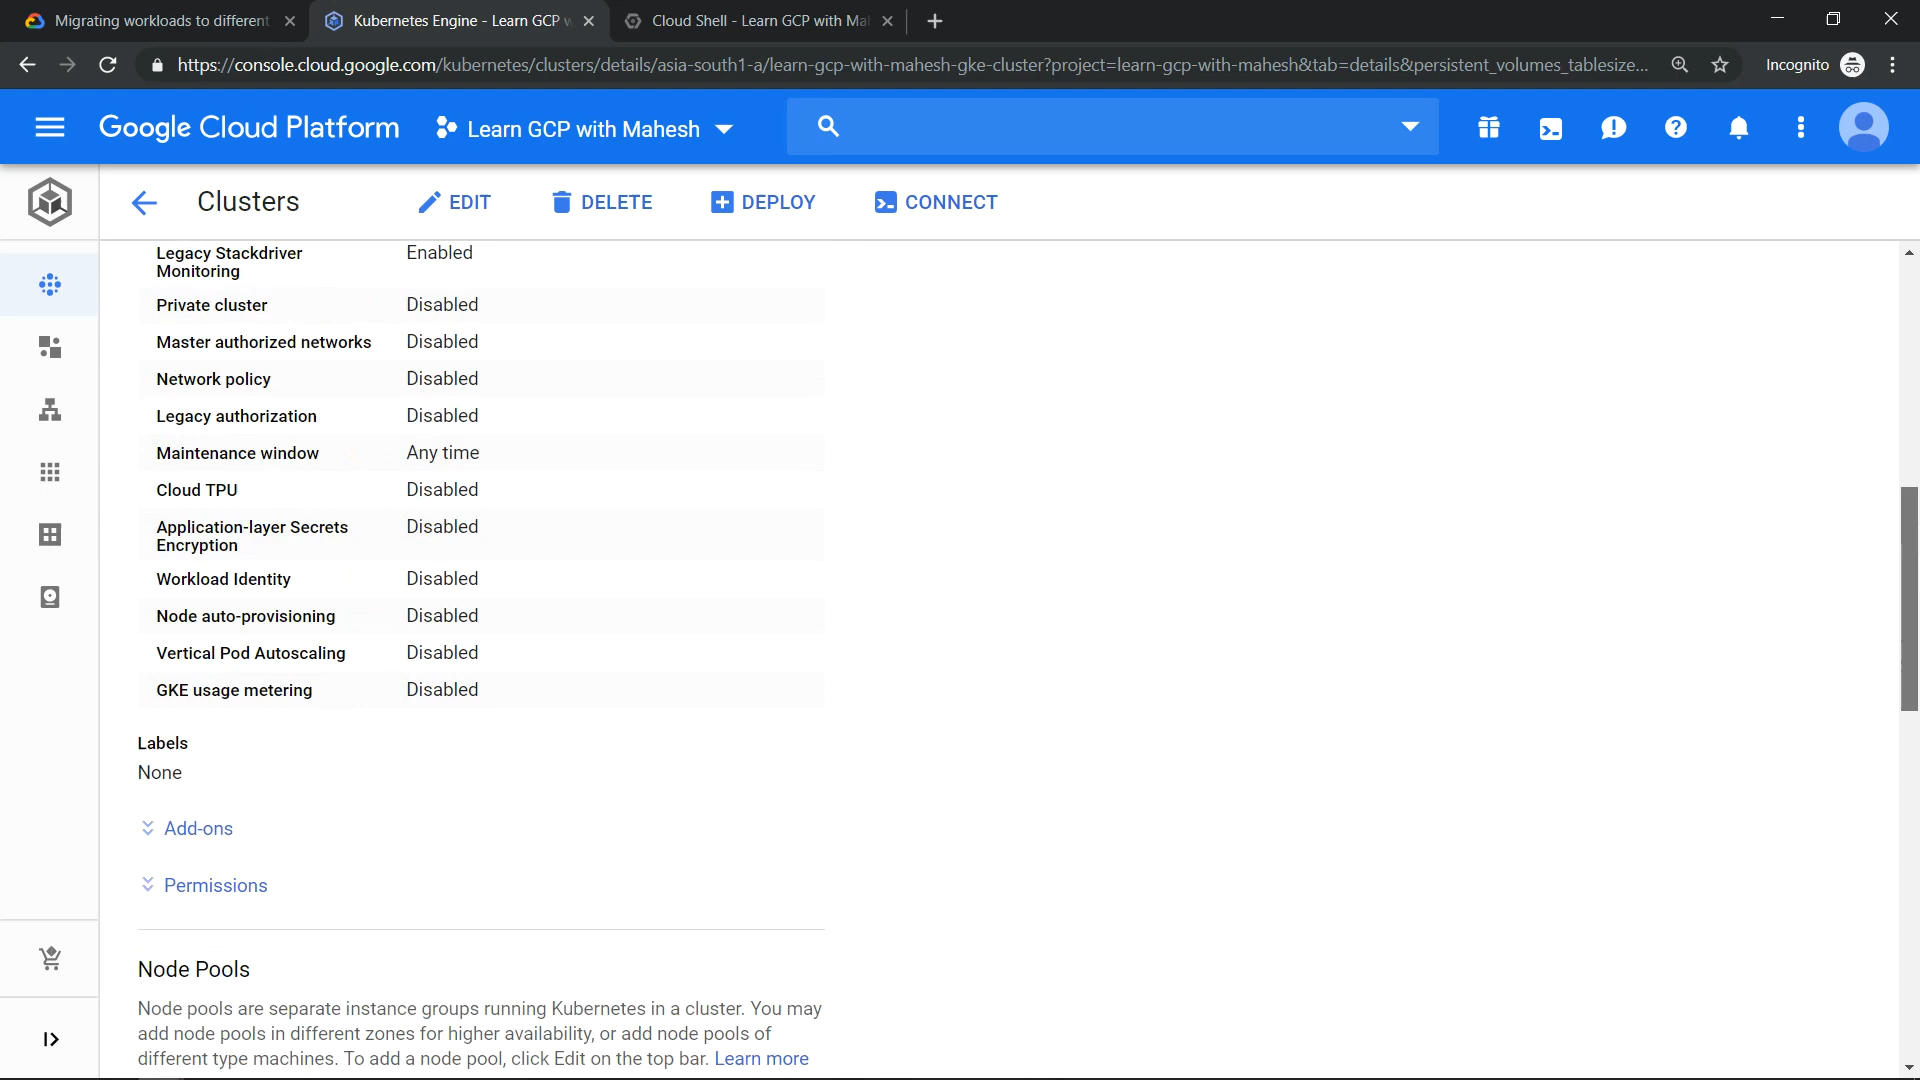 Migrating workloads to different
Kubernetes Engine - Learn GCP w
Cloud Shell - Learn GCP with Mah
https://console.cloud.google.com/kubernetes/clusters/details/asia-south1-a/learn-gcp-with-mahesh-gke-cluster?project=learn-gcp-with-mahesh&tab=details&persistent_volumes_tablesize...
Incognito
Google Cloud Platform
Learn GCP with Mahesh
Clusters
EDIT
DELETE
DEPLOY
CONNECT
Legacy Stackdriver Enabled
Monitoring
Private cluster Disabled
Master authorized networks Disabled
Network policy Disabled
Legacy authorization Disabled
Maintenance window Any time
Cloud TPU Disabled
Application-layer Secrets Disabled
Encryption
Workload Identity Disabled
Node auto-provisioning Disabled
Vertical Pod Autoscaling Disabled
GKE usage metering Disabled
Labels
None
Add-ons
Permissions
Node Pools
Node pools are separate instance groups running Kubernetes in a cluster. You may
add node pools in different zones for higher availability, or add node pools of
different type machines. To add a node pool, click Edit on the top bar. Learn more